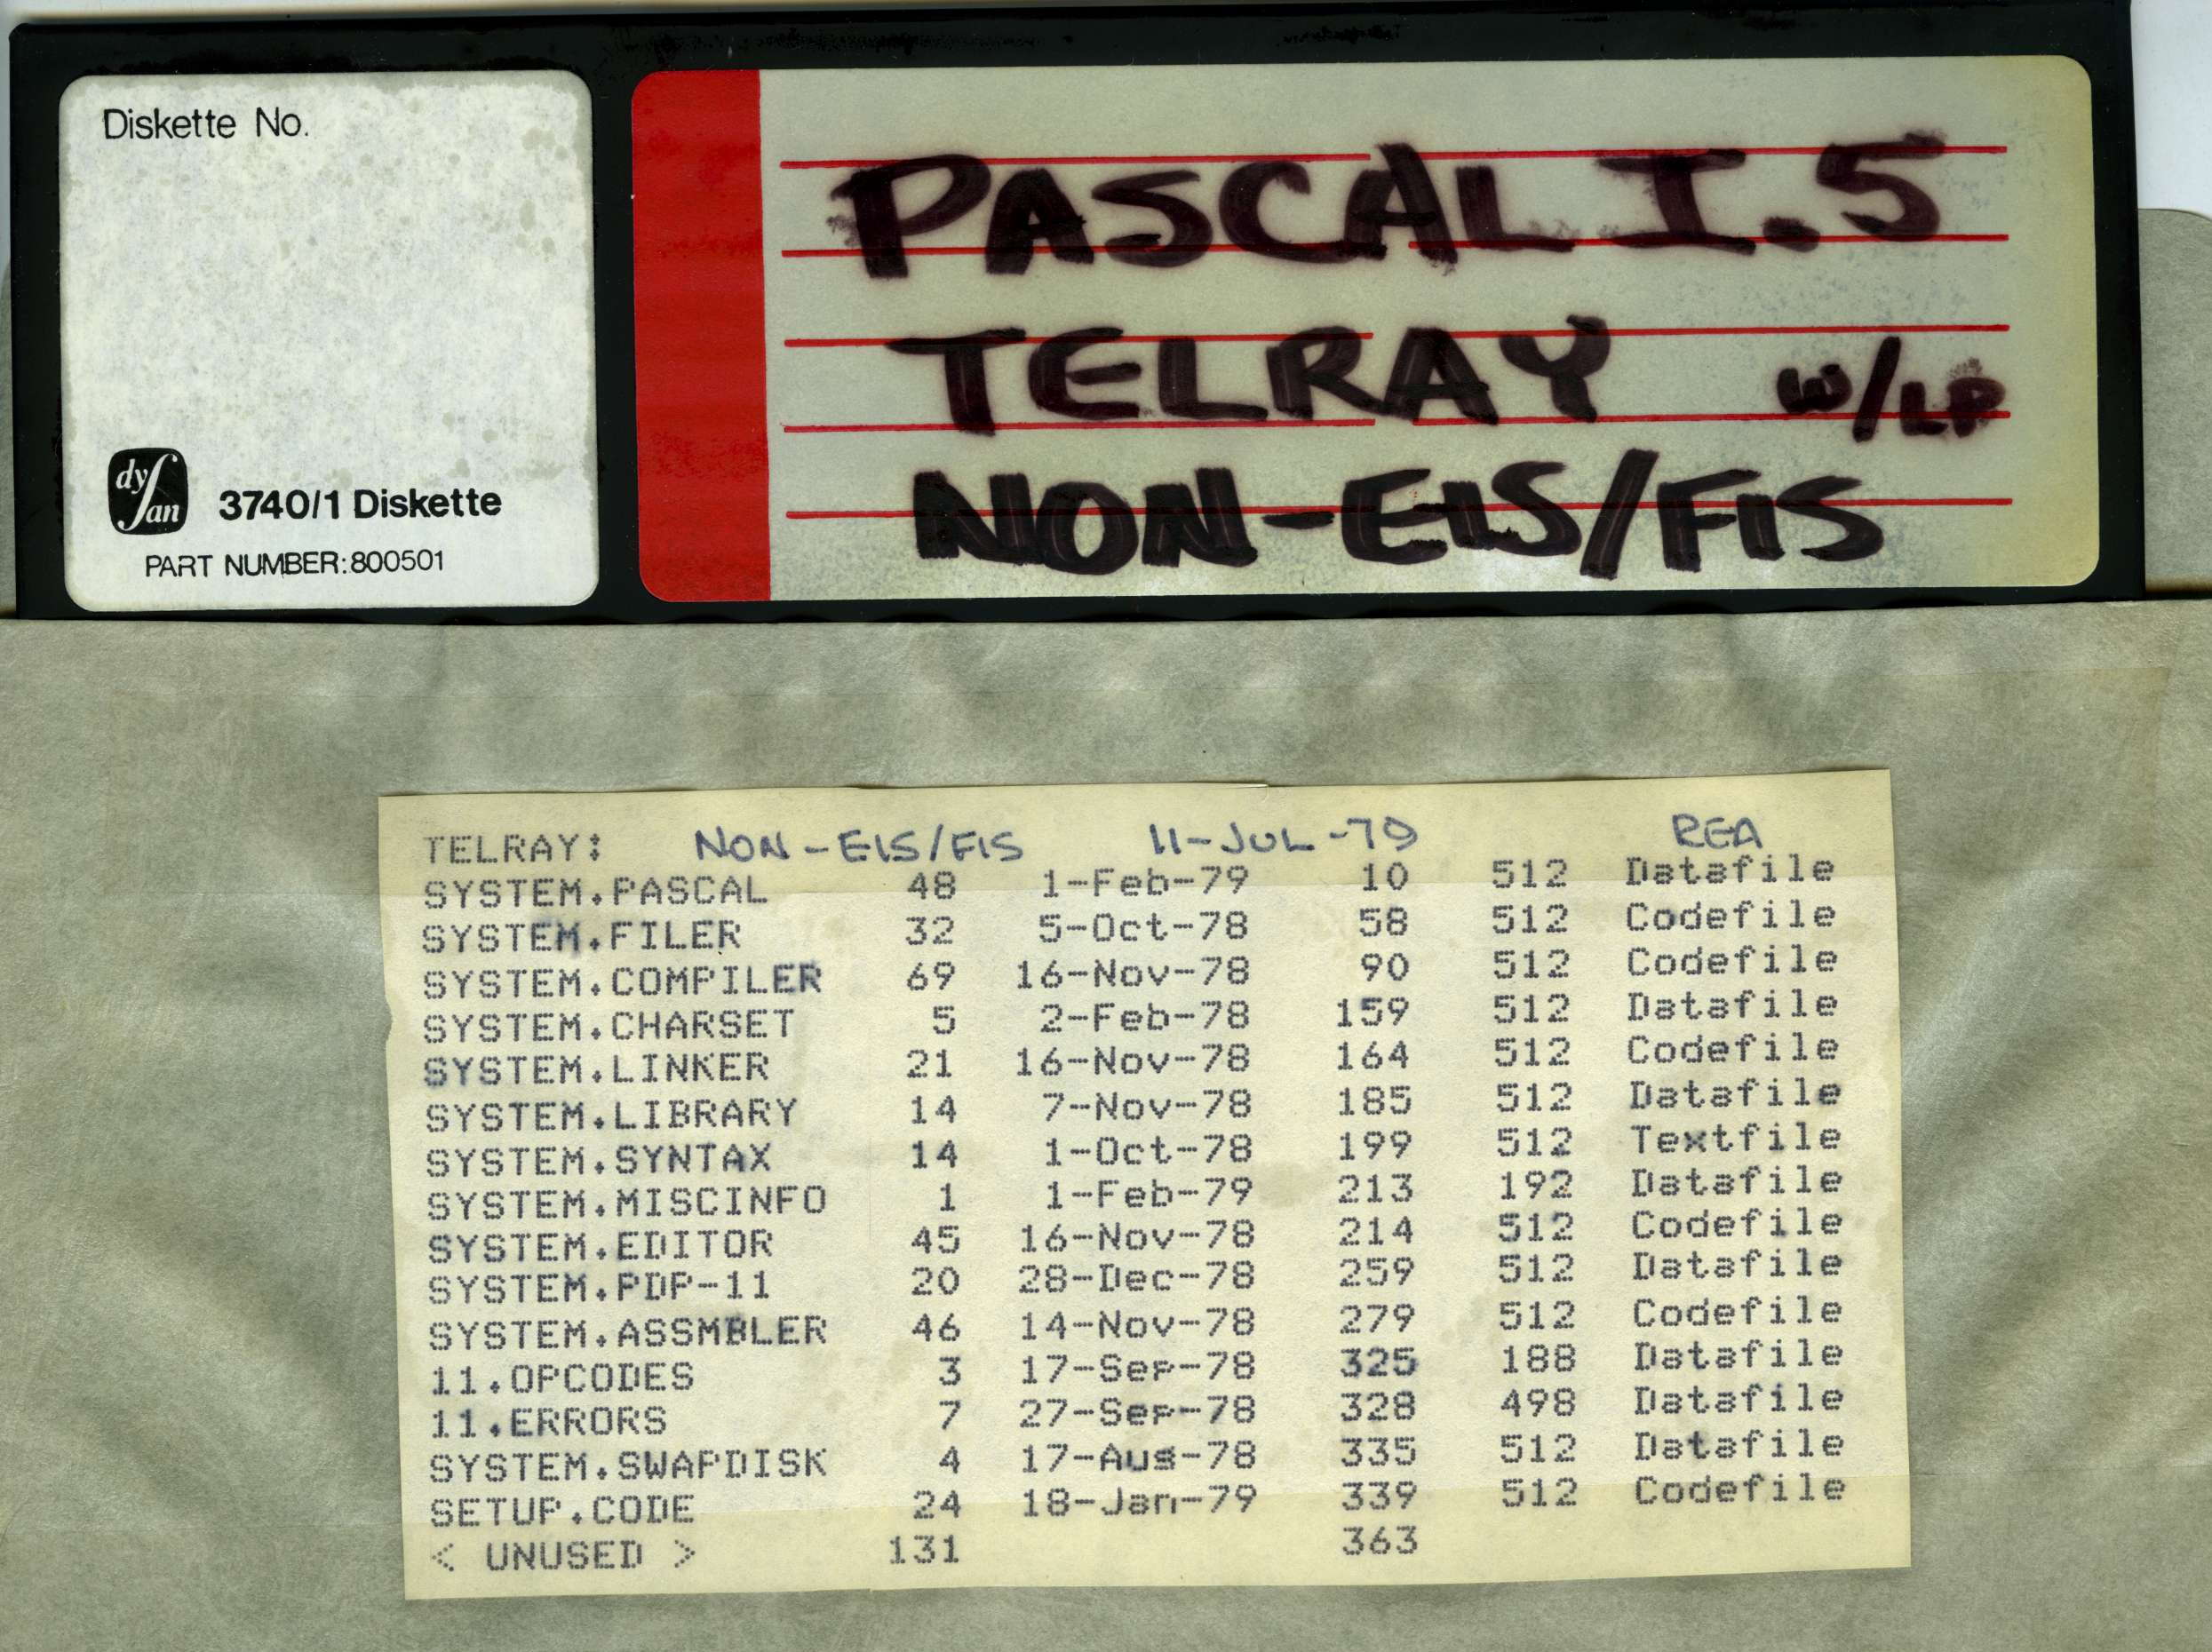 Diskette No.
dysan
3740/1 Diskette
PART NUMBER:800501
PASCAL I.5
TELRAY W/LP
NON-EIS/FIS
TELRAY: NON-EIS/FIS 11-JUL-79 REA
SYSTEM.PASCAL 48 1-Feb-79 10 512 Datafile
SYSTEM.FILER 32 5-Oct-78 58 512 Codefile
SYSTEM.COMPILER 69 16-Nov-78 90 512 Codefile
SYSTEM.CHARSET 5 2-Feb-78 159 512 Datafile
SYSTEM.LINKER 21 16-Nov-78 164 512 Codefile
SYSTEM.LIBRARY 14 7-Nov-78 185 512 Datafile
SYSTEM.SYNTAX 14 1-Oct-78 199 512 Textfile
SYSTEM.MISCINFO 1 1-Feb-79 213 192 Datafile
SYSTEM.EDITOR 45 16-Nov-78 214 512 Codefile
SYSTEM.PDP-11 20 28-Dec-78 259 512 Datafile
SYSTEM.ASSMBLER 46 14-Nov-78 279 512 Codefile
11.OPCODES 3 17-Sep-78 325 188 Datafile
11.ERRORS 7 27-Sep-78 328 498 Datafile
SYSTEM.SWAPDISK 4 17-Aug-78 335 512 Datafile
SETUP.CODE 24 18-Jan-79 339 512 Codefile
< UNUSED > 131 363